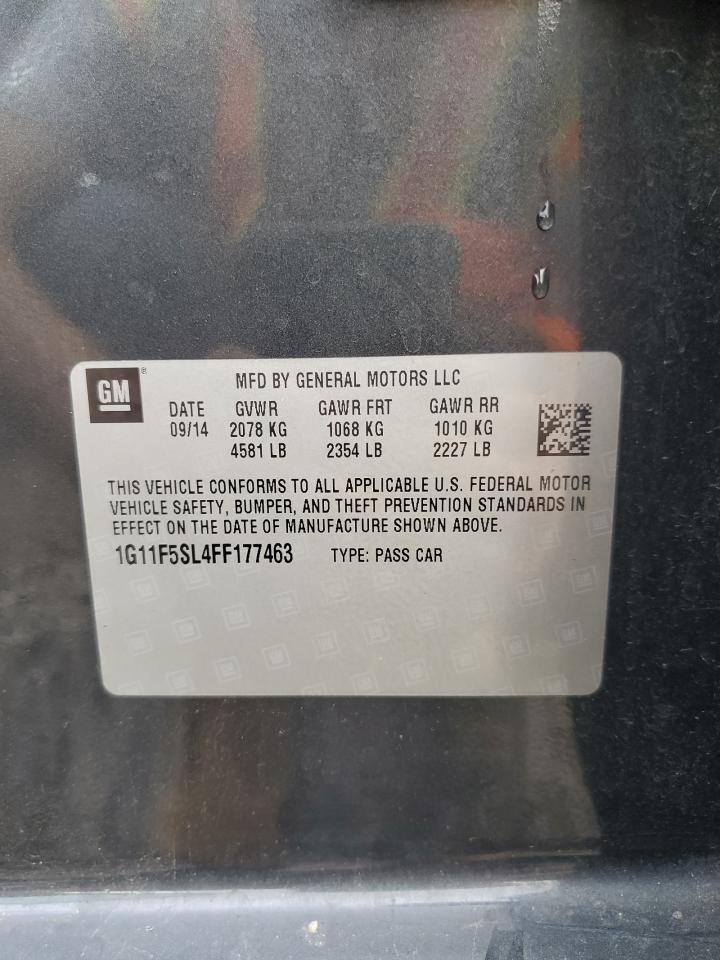 GM®
MFD BY GENERAL MOTORS LLC
DATE GVWR GAWR FRT GAWR RR
09/14 2078 KG 1068 KG 1010 KG
4581 LB 2354 LB 2227 LB
THIS VEHICLE CONFORMS TO ALL APPLICABLE U.S. FEDERAL MOTOR
VEHICLE SAFETY, BUMPER, AND THEFT PREVENTION STANDARDS IN
EFFECT ON THE DATE OF MANUFACTURE SHOWN ABOVE.
1G11F5SL4FF177463 TYPE: PASS CAR